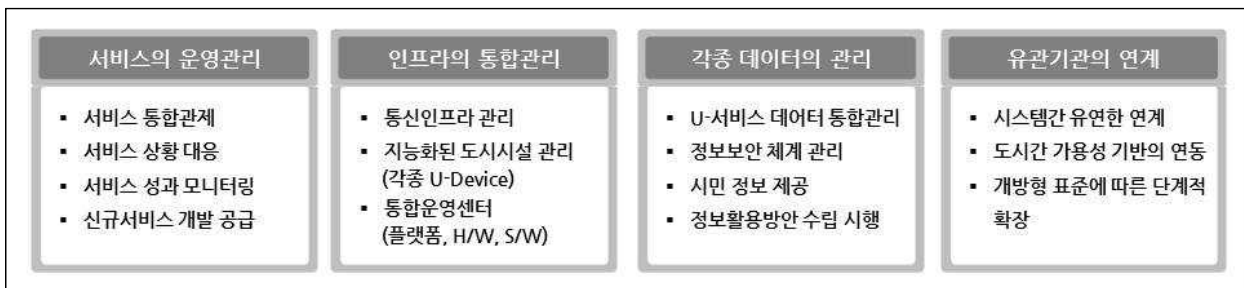 서비스의 운영관리
▪ 서비스 통합관제
▪ 서비스 상황 대응
▪ 서비스 성과 모니터링
▪ 신규서비스 개발 공급
인프라의 통합관리
▪ 통신인프라 관리
▪ 지능화된 도시시설 관리
(각종 U-Device)
▪ 통합운영센터
(플랫폼, H/W, S/W)
각종 데이터의 관리
▪ U-서비스 데어터 통합관리
▪ 정보보안 체계 관리
▪ 시민 정보 제공
▪ 정보활용방안 수립 시행
유관기관의 연계
▪ 시스템간 유연한 연계
▪ 도시간 가용성 기반의 연동
▪ 개방형 표준에 따른 단계적
확장